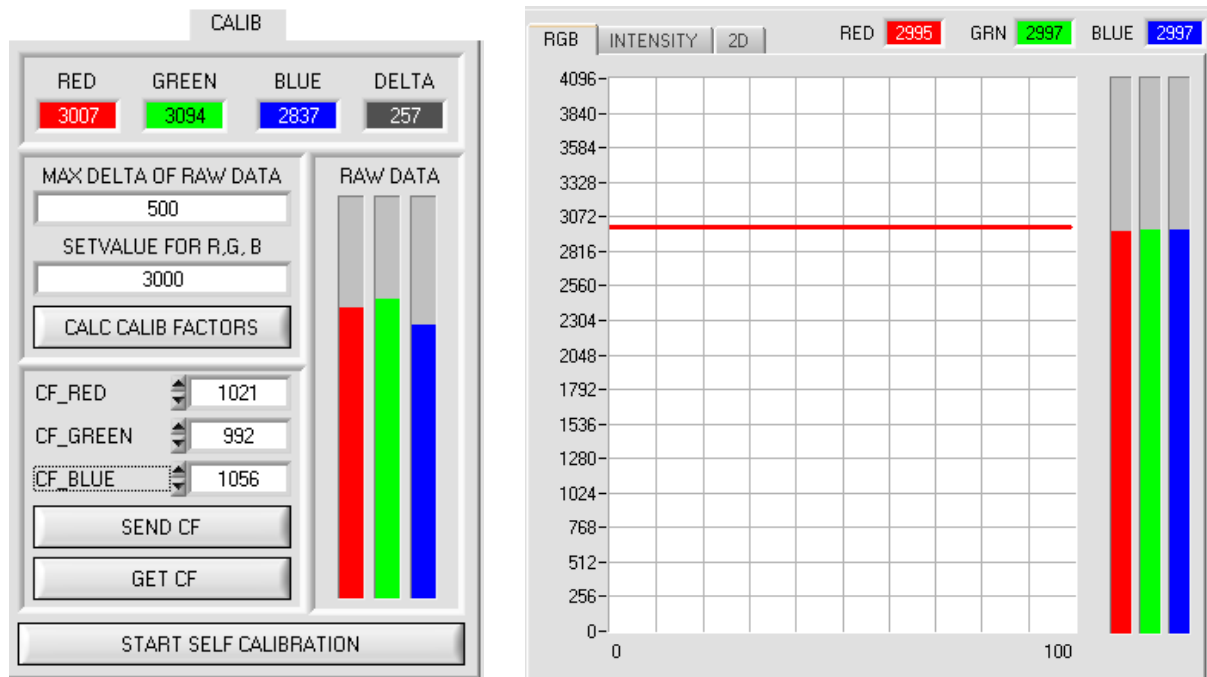 CALIB
RED GREEN BLUE DELTA
3007 3094 2837 257
MAX DELTA OF RAW DATA
500
SETVALUE FOR R,G, B
3000
CALC CALIB FACTORS
RAW DATA
CF_RED 1021
CF_GREEN 992
CF_BLUE 1056
SEND CF
GET CF
START SELF CALIBRATION
RGB INTENSITY 2D RED 2995 GRN 2997 BLUE 2997
4096
3840
3584
3328
3072
2816
2560
2304
2048
1792
1536
1280
1024
768
512
256
0
0 100